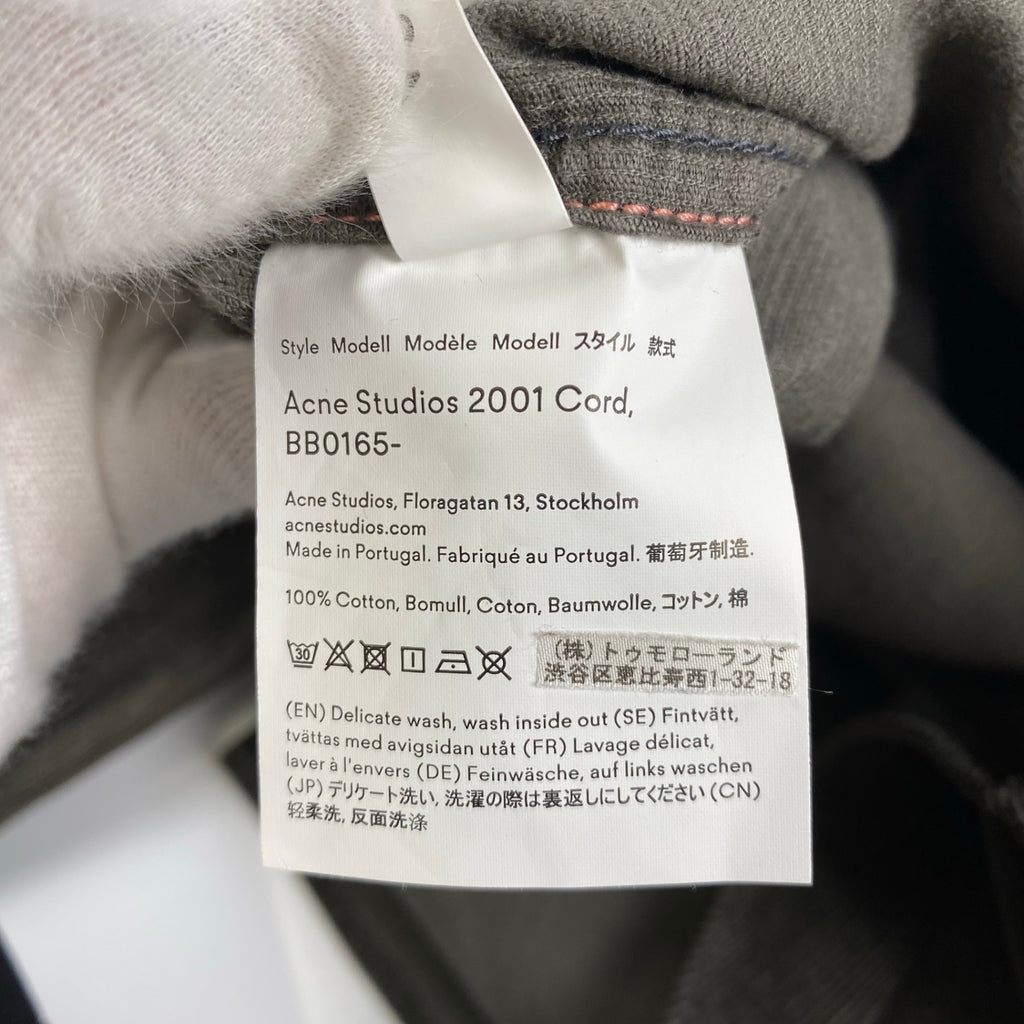 Style Modell Modèle Modell スタイル 款式
Acne Studios 2001 Cord,
BB0165-
Acne Studios, Floragatan 13, Stockholm
acnestudios.com
Made in Portugal. Fabriqué au Portugal. 葡萄牙制造.
100% Cotton, Bomull, Coton, Baumwolle, コットン, 棉
30
(株)トゥモローランド
渋谷区恵比寿西1-32-18
(EN) Delicate wash, wash inside out (SE) Fintvätt,
tvättas med avigsidan utåt (FR) Lavage délicat,
laver à l'envers (DE) Feinwäsche, auf links waschen
(JP) デリケート洗い, 洗濯の際は裏返しにしてください (CN)
轻柔洗, 反面洗涤